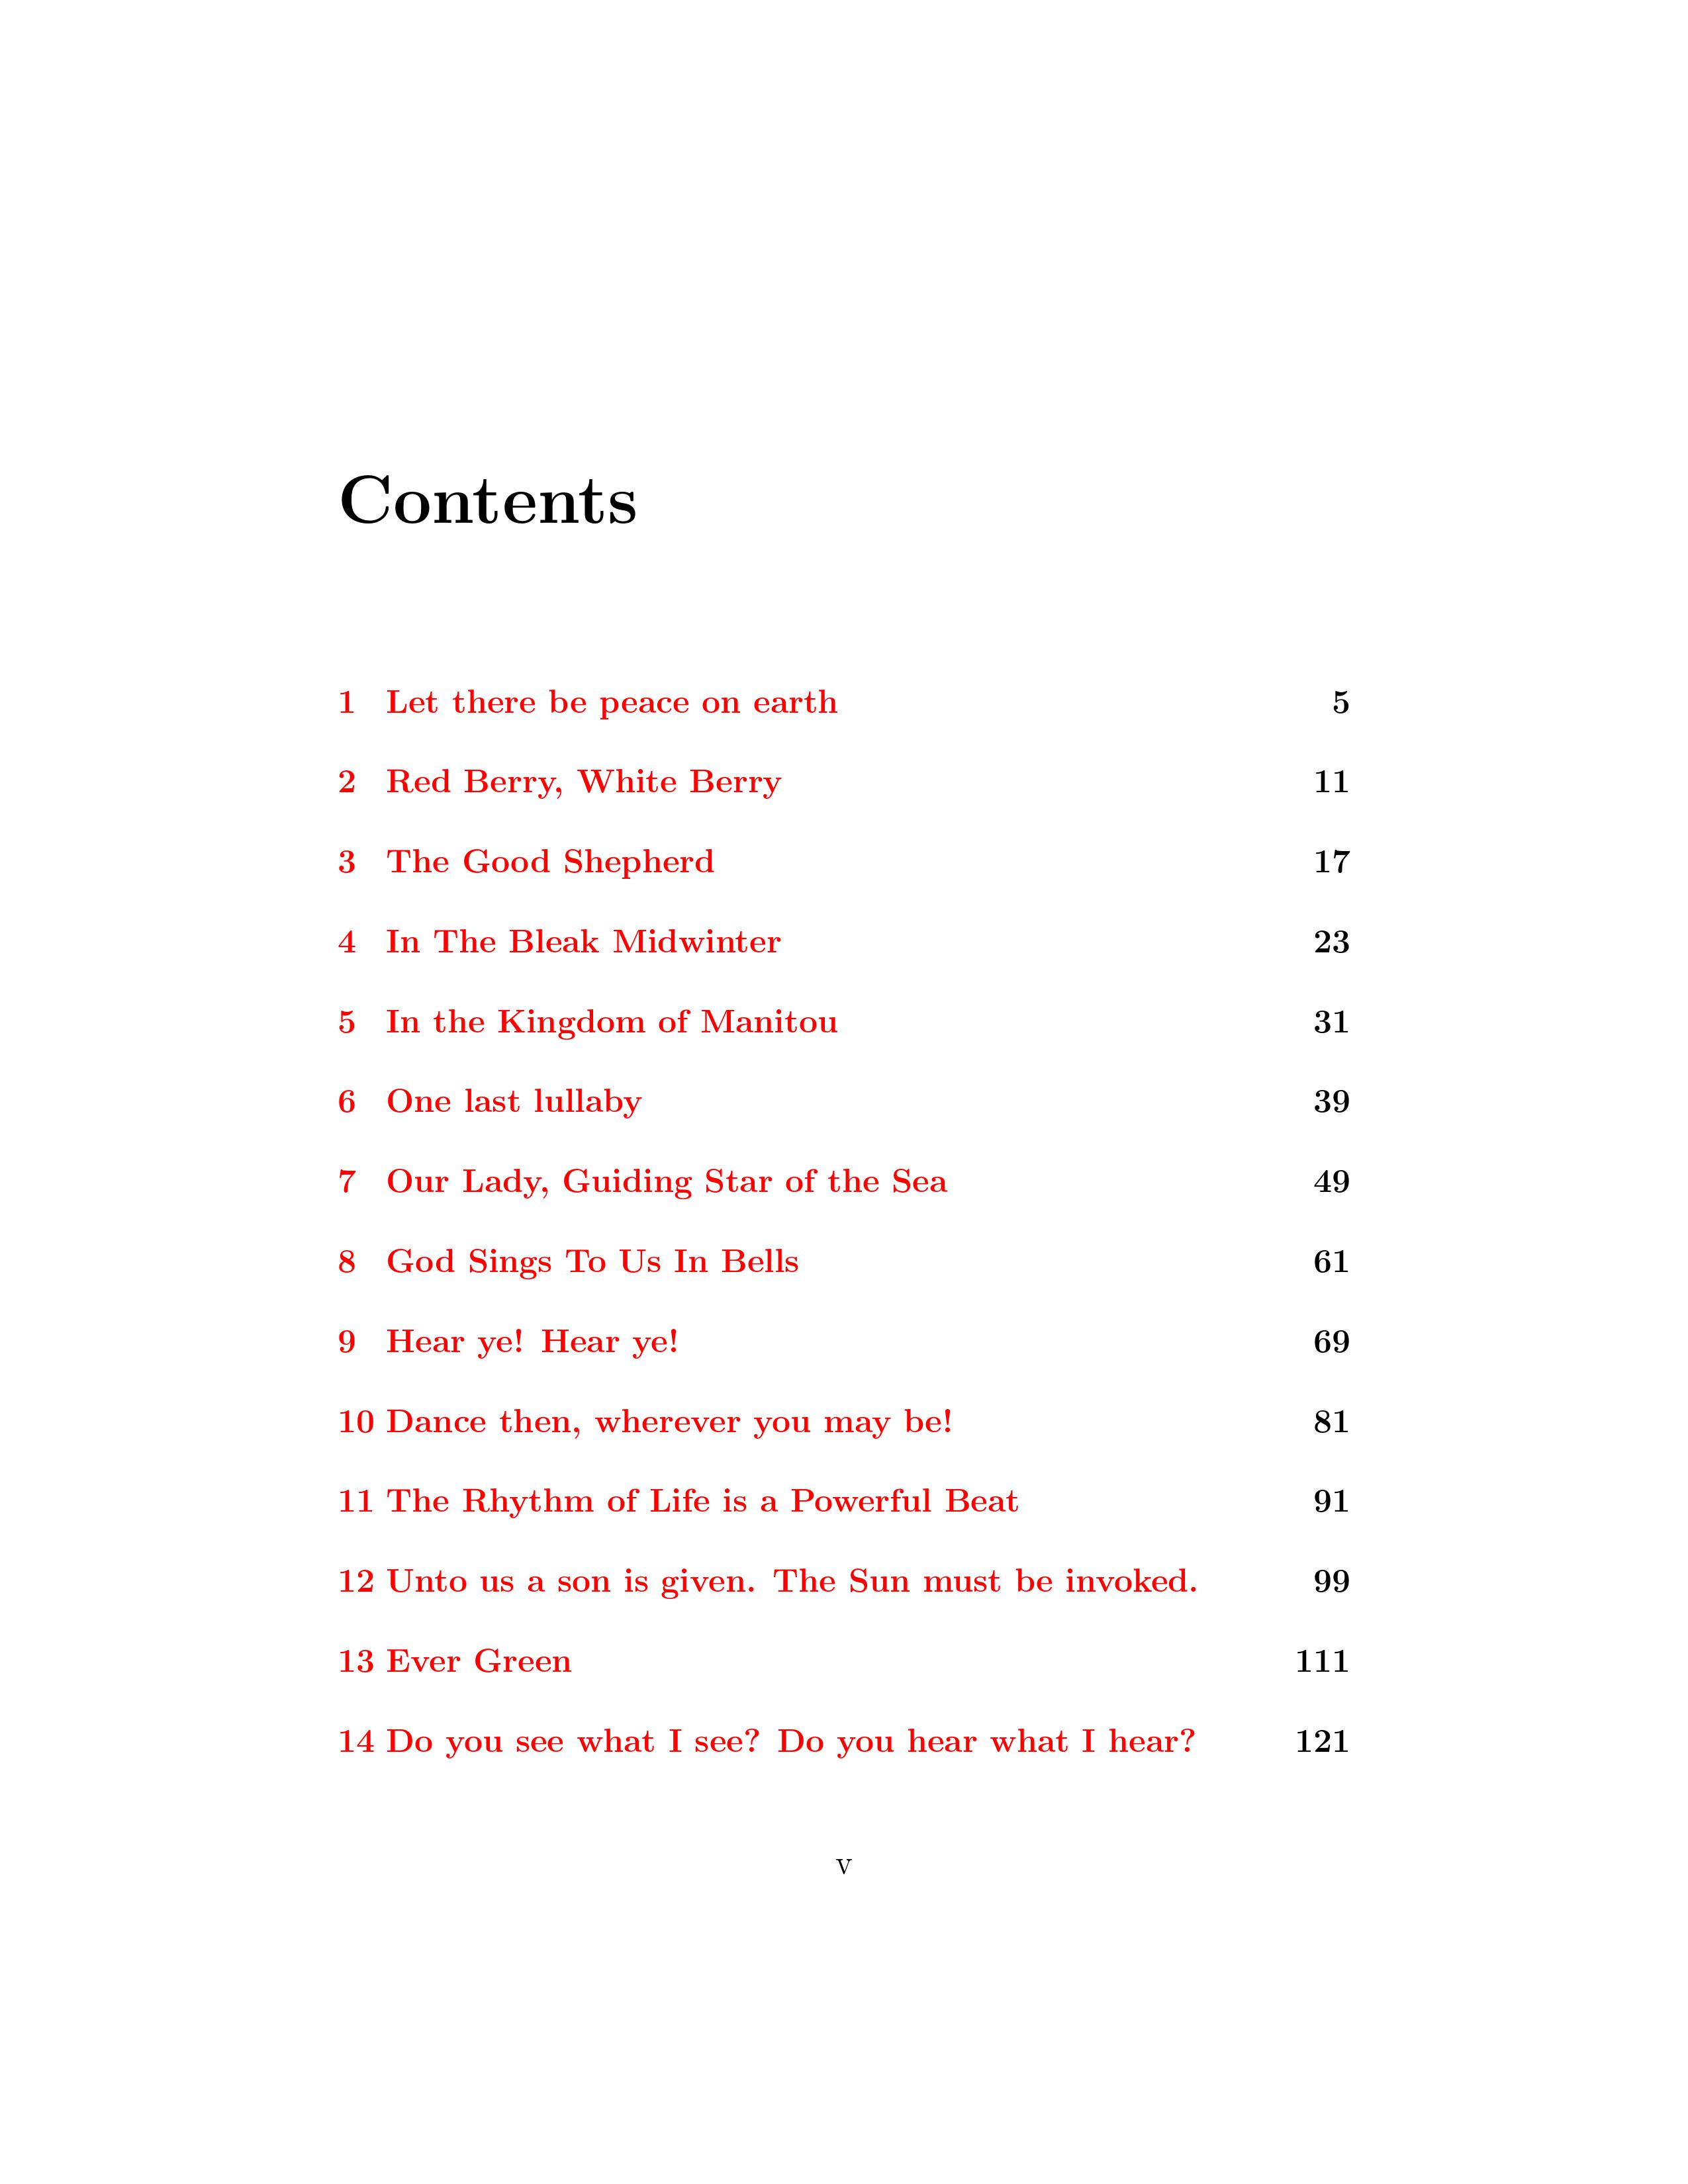 Contents
1 Let there be peace on earth 5
2 Red Berry, White Berry 11
3 The Good Shepherd 17
4 In The Bleak Midwinter 23
5 In the Kingdom of Manitou 31
6 One last lullaby 39
7 Our Lady, Guiding Star of the Sea 49
8 God Sings To Us In Bells 61
9 Hear ye! Hear ye! 69
10 Dance then, wherever you may be! 81
11 The Rhythm of Life is a Powerful Beat 91
12 Unto us a son is given. The Sun must be invoked. 99
13 Ever Green 111
14 Do you see what I see? Do you hear what I hear? 121
v